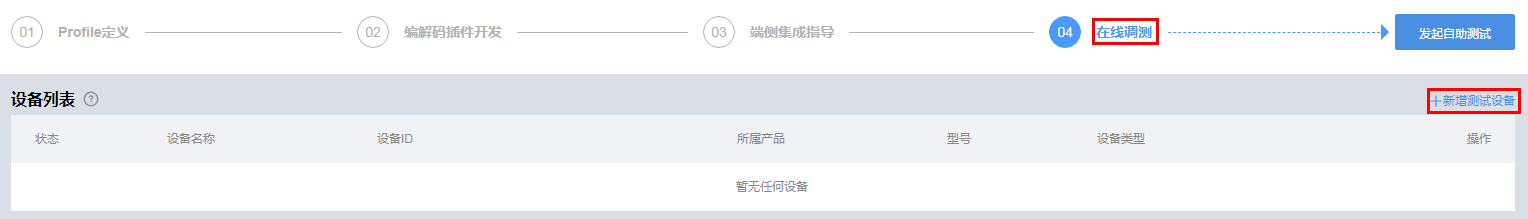 01 Profile定义 02 编解码插件开发 03 端侧集成指导 04 在线调测 发起自助测试
设备列表 ? +新增测试设备
状态 设备名称 设备ID 所属产品 型号 设备类型 操作
暂无任何设备